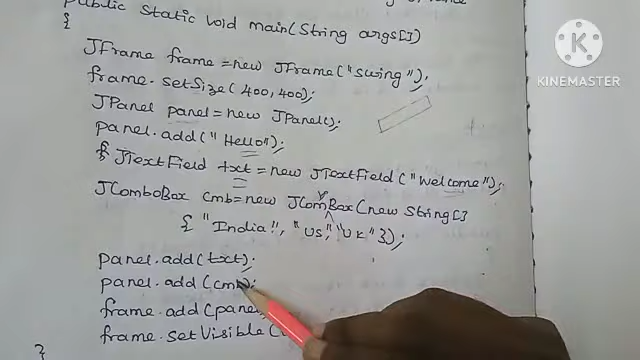 public static void main(String args[])
{
JFrame frame = new JFrame("Swing");
frame.setSize(400,400);
JPanel panel = new JPanel();
panel.add("Hello");
{ JTextField txt = new JTextField("Welcome");
JComboBox cmb = new JComBox(new String[]
{ "India", "US", "UK" });
panel.add(txt);
panel.add(cmb);
frame.add(panel
frame.setVisible(
}
KINEMASTER